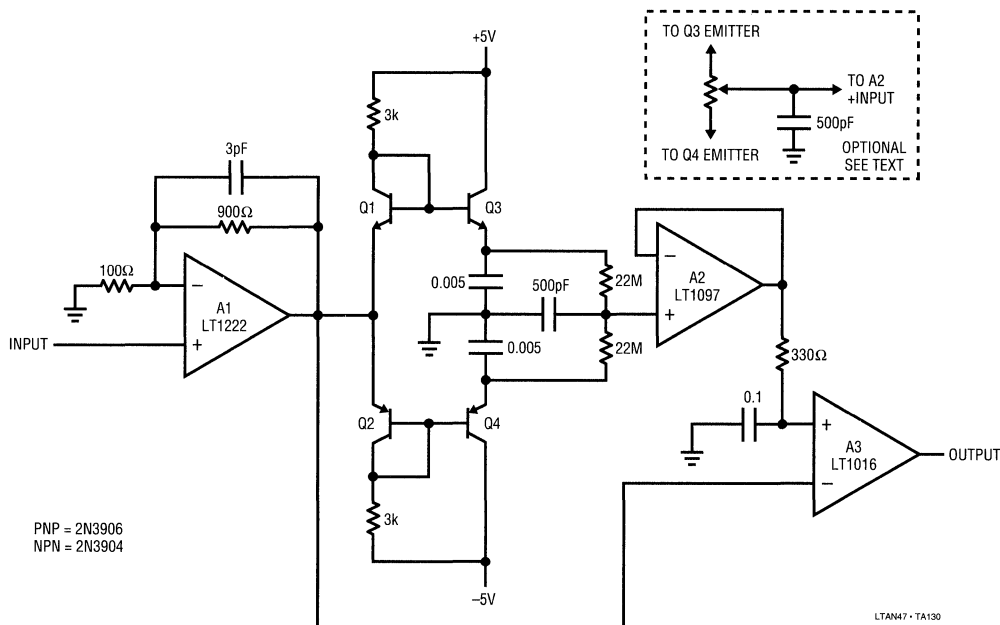 +5V
TO Q3 EMITTER
TO A2
+INPUT
500pF
TO Q4 EMITTER
OPTIONAL
SEE TEXT
3k
3pF
900Ω
Q1
Q3
100Ω
−
A1
LT1222
+
INPUT
0.005
500pF
22M
−
A2
LT1097
+
0.005
22M
330Ω
Q2
Q4
0.1
+
A3
LT1016
−
OUTPUT
3k
PNP = 2N3906
NPN = 2N3904
–5V
LTAN47 • TA130